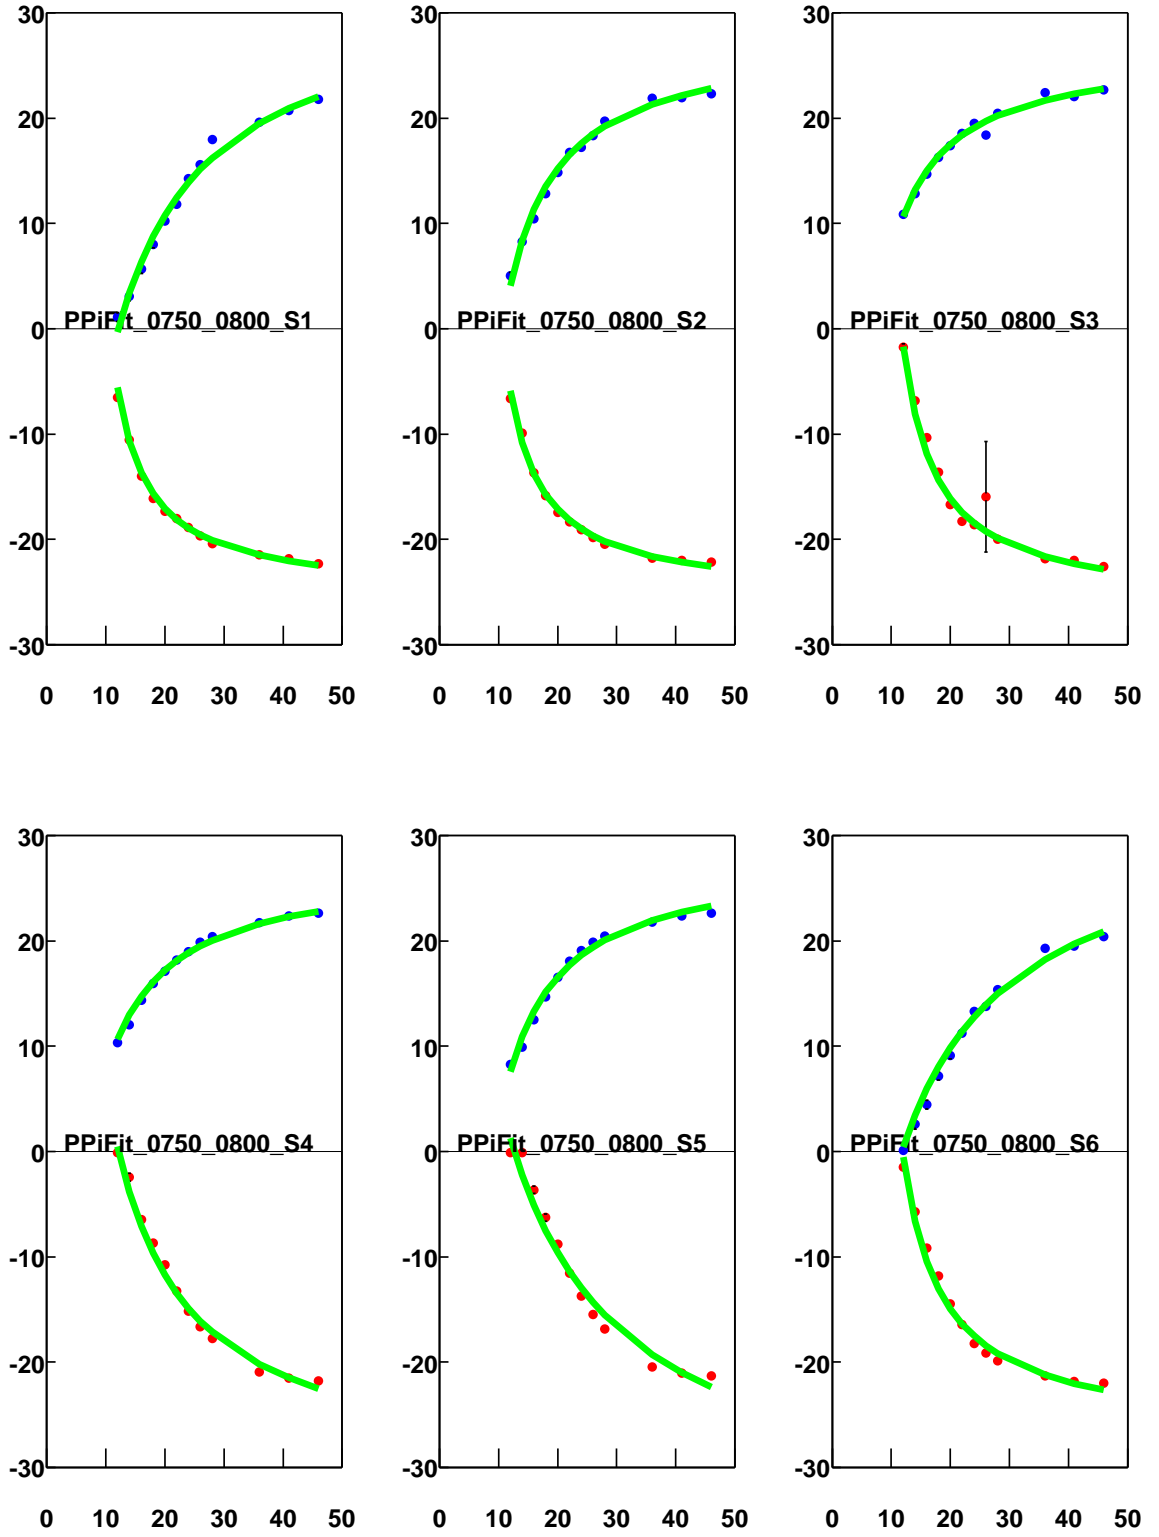 30 30 30
20 20 20
10 10 10
PPiFit_0750_0800_S1 PPiFit_0750_0800_S2 PPiFit_0750_0800_S3
0 0 0
-10 -10 -10
-20 -20 -20
-30 -30 -30
0 10 20 30 40 50 0 10 20 30 40 50 0 10 20 30 40 50
30 30 30
20 20 20
10 10 10
PPiFit_0750_0800_S4 PPiFit_0750_0800_S5 PPiFit_0750_0800_S6
0 0 0
-10 -10 -10
-20 -20 -20
-30 -30 -30
0 10 20 30 40 50 0 10 20 30 40 50 0 10 20 30 40 50